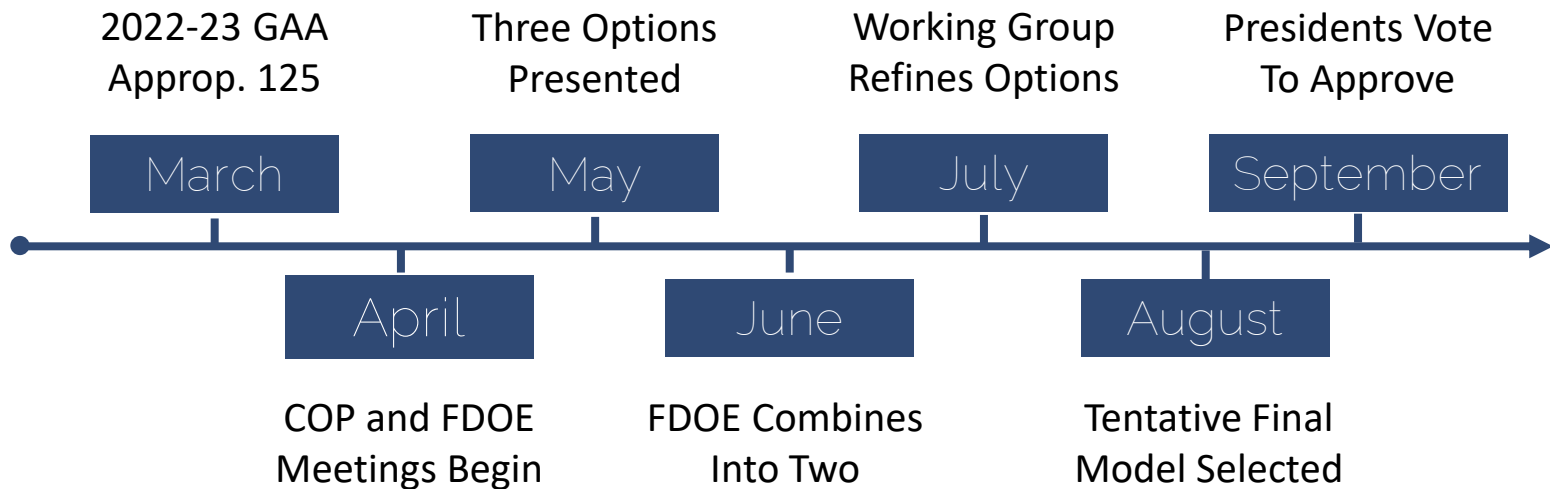 2022-23 GAA
Approp. 125
March
April
COP and FDOE
Meetings Begin
Three Options
Presented
May
June
FDOE Combines
Into Two
Working Group
Refines Options
July
August
Tentative Final
Model Selected
Presidents Vote
To Approve
September